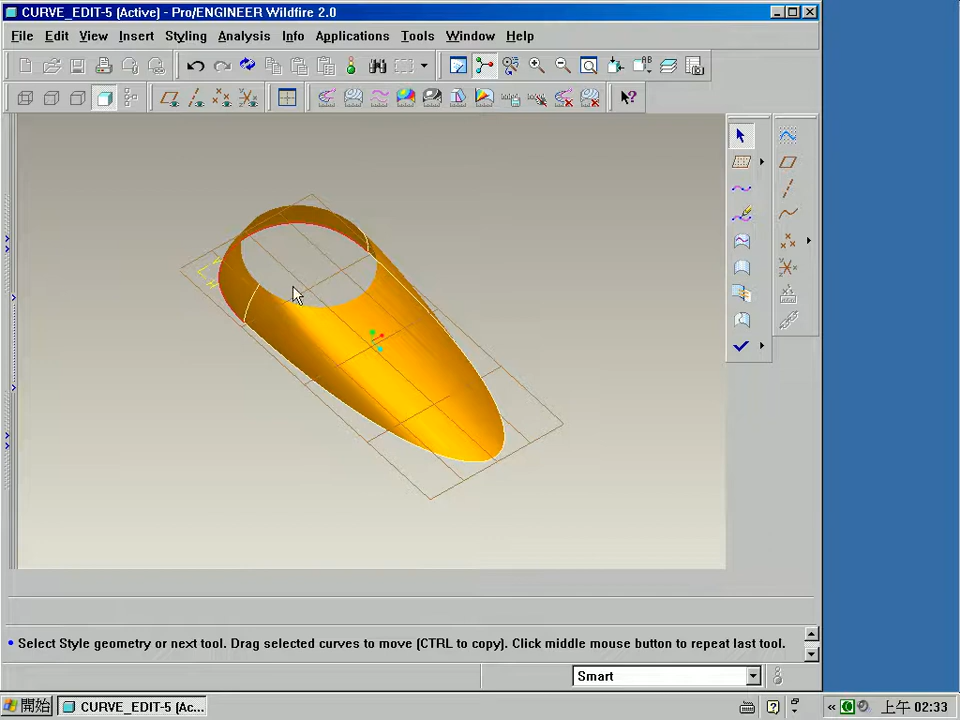 CURVE_EDIT-5 (Active) - Pro/ENGINEER Wildfire 2.0
File Edit View Insert Styling Analysis Info Applications Tools Window Help
Select Style geometry or next tool. Drag selected curves to move (CTRL to copy). Click middle mouse button to repeat last tool.
Smart
開始 CURVE_EDIT-5 (Ac... « 上午 02:33